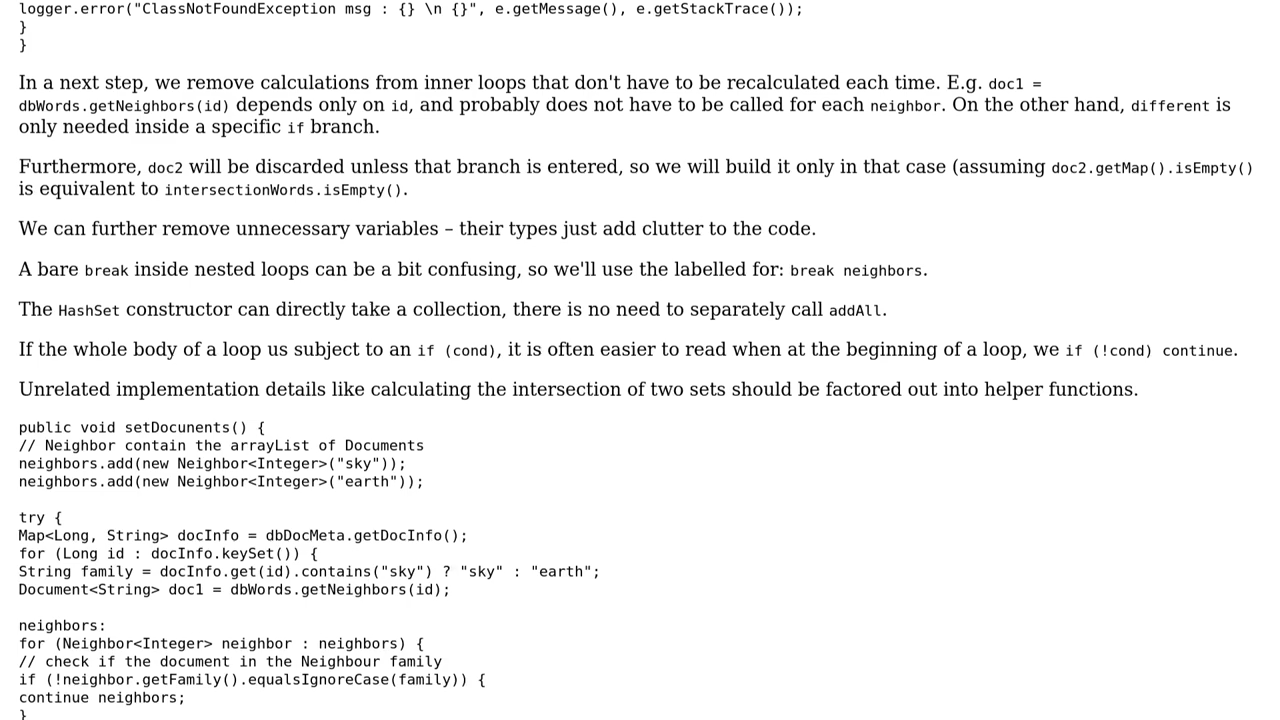 logger.error("ClassNotFoundException msg : {} \n {}", e.getMessage(), e.getStackTrace());
}
}
In a next step, we remove calculations from inner loops that don't have to be recalculated each time. E.g. doc1 =
dbWords.getNeighbors(id) depends only on id, and probably does not have to be called for each neighbor. On the other hand, different is
only needed inside a specific if branch.
Furthermore, doc2 will be discarded unless that branch is entered, so we will build it only in that case (assuming doc2.getMap().isEmpty()
is equivalent to intersectionWords.isEmpty().
We can further remove unnecessary variables – their types just add clutter to the code.
A bare break inside nested loops can be a bit confusing, so we'll use the labelled for: break neighbors.
The HashSet constructor can directly take a collection, there is no need to separately call addAll.
If the whole body of a loop us subject to an if (cond), it is often easier to read when at the beginning of a loop, we if (!cond) continue.
Unrelated implementation details like calculating the intersection of two sets should be factored out into helper functions.
public void setDocunents() {
// Neighbor contain the arrayList of Documents
neighbors.add(new Neighbor<Integer>("sky"));
neighbors.add(new Neighbor<Integer>("earth"));
try {
Map<Long, String> docInfo = dbDocMeta.getDocInfo();
for (Long id : docInfo.keySet()) {
String family = docInfo.get(id).contains("sky") ? "sky" : "earth";
Document<String> doc1 = dbWords.getNeighbors(id);
neighbors:
for (Neighbor<Integer> neighbor : neighbors) {
// check if the document in the Neighbour family
if (!neighbor.getFamily().equalsIgnoreCase(family)) {
continue neighbors;
}